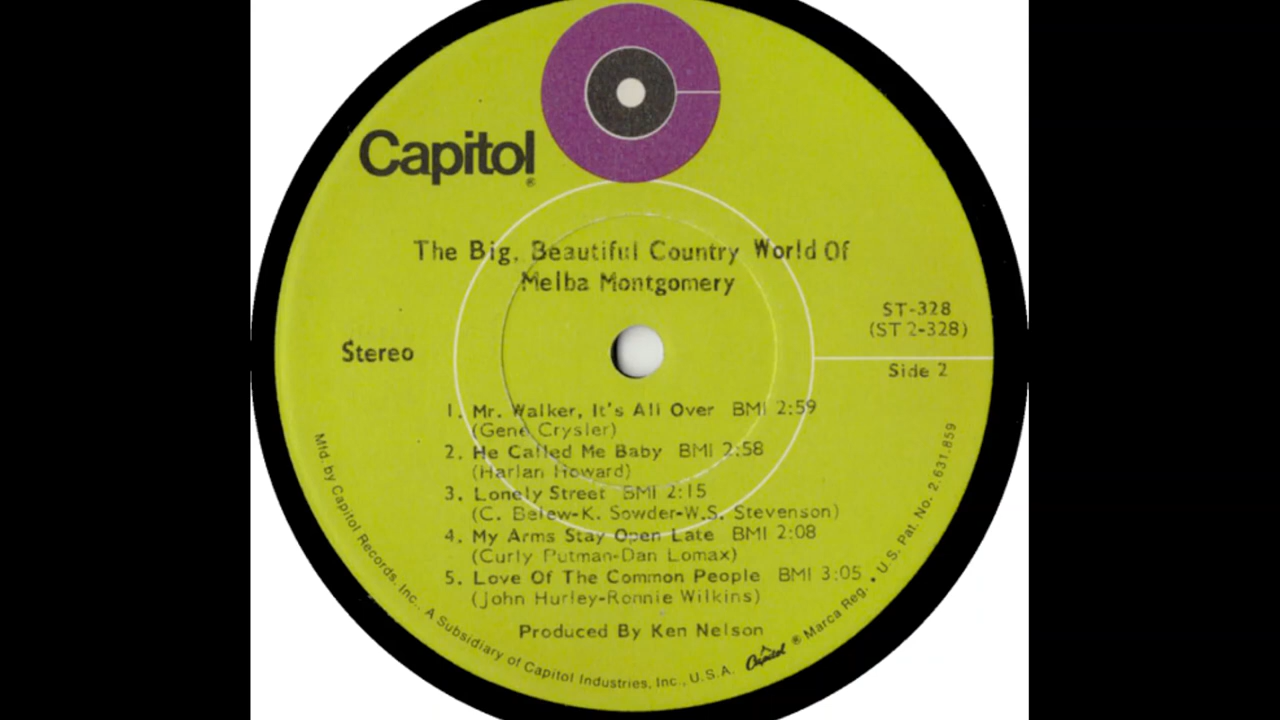 Capitol®
The Big, Beautiful Country World Of
Melba Montgomery
ST-328
(ST 2-328)
Stereo
Side 2
1. Mr. Walker, It's All Over BMI 2:59
(Gene Crysler)
2. He Called Me Baby BMI 2:58
(Harlan Howard)
3. Lonely Street BMI 2:15
(C. Belew-K. Sowder-W.S. Stevenson)
4. My Arms Stay Open Late BMI 2:08
(Curly Putman-Dan Lomax)
5. Love Of The Common People BMI 3:05
(John Hurley-Ronnie Wilkins)
Produced By Ken Nelson
Mfd. by Capitol Records, Inc., A Subsidiary of Capitol Industries, Inc., U.S.A. Capitol ® Marca Reg. • U.S. Pat. No. 2,631,859